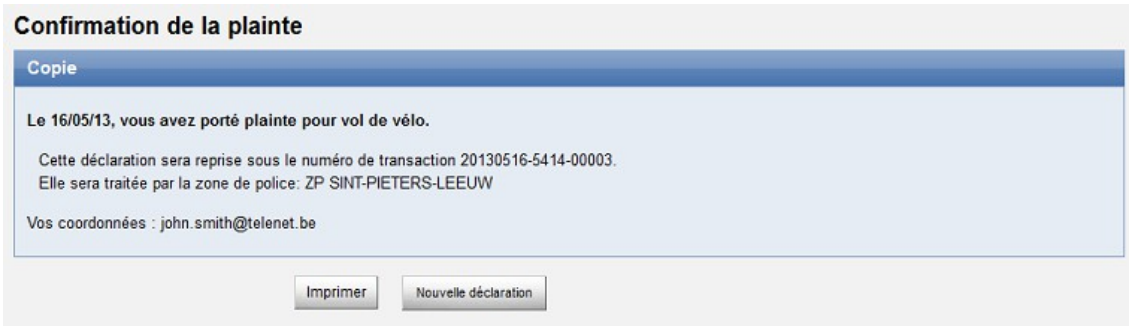 Confirmation de la plainte
Copie
Le 16/05/13, vous avez porté plainte pour vol de vélo.
Cette déclaration sera reprise sous le numéro de transaction 20130516-5414-00003.
Elle sera traitée par la zone de police: ZP SINT-PIETERS-LEEUW
Vos coordonnées : john.smith@telenet.be
Imprimer
Nouvelle déclaration